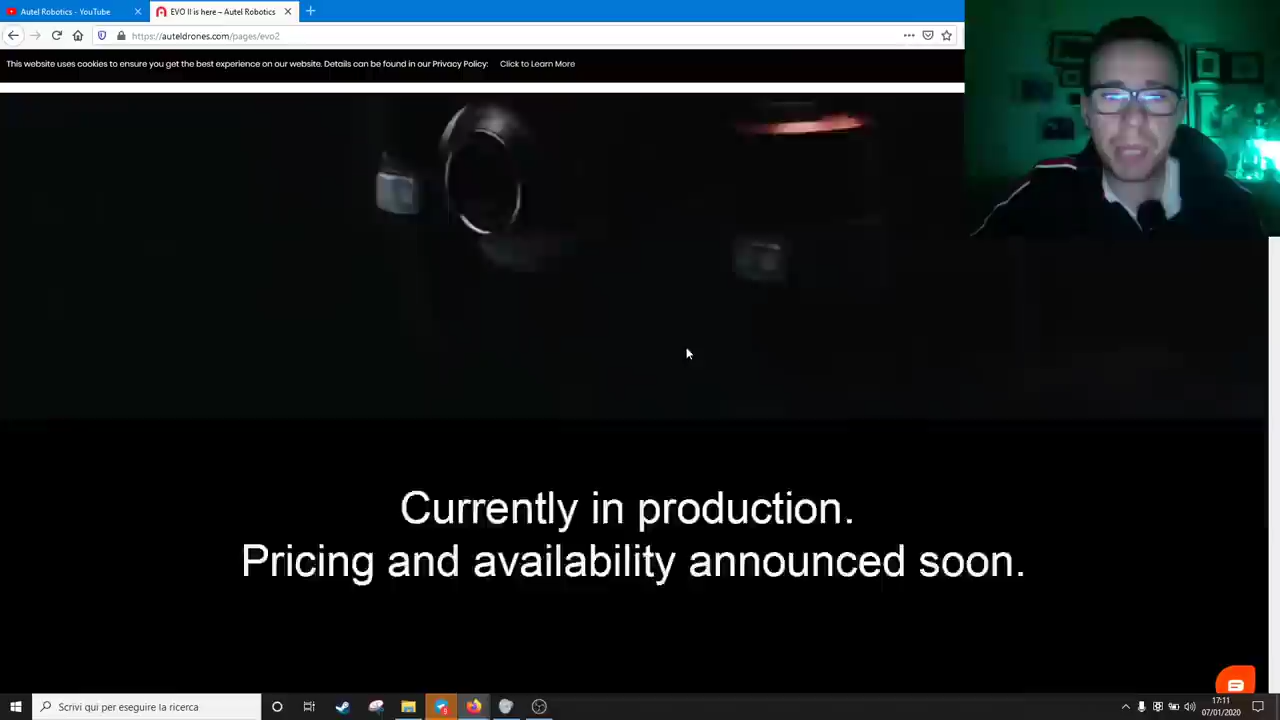 Autel Robotics - YouTube
EVO II is here – Autel Robotics
https://auteldrones.com/pages/evo2
This website uses cookies to ensure you get the best experience on our website. Details can be found in our Privacy Policy: Click to Learn More
Currently in production.
Pricing and availability announced soon.
Scrivi qui per eseguire la ricerca
17:11
07/01/2020